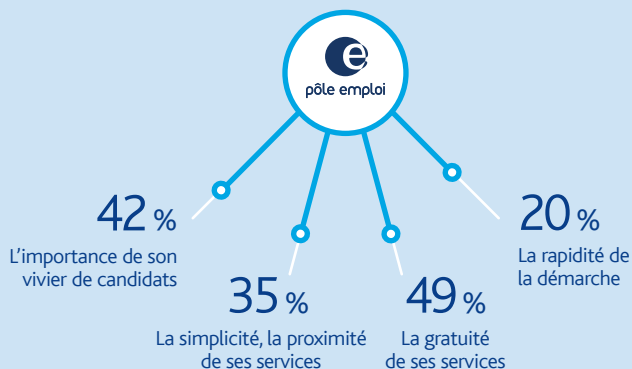 pôle emploi
42 %
L'importance de son
vivier de candidats
35 %
La simplicité, la proximité
de ses services
49 %
La gratuité
de ses services
20 %
La rapidité de
la démarche